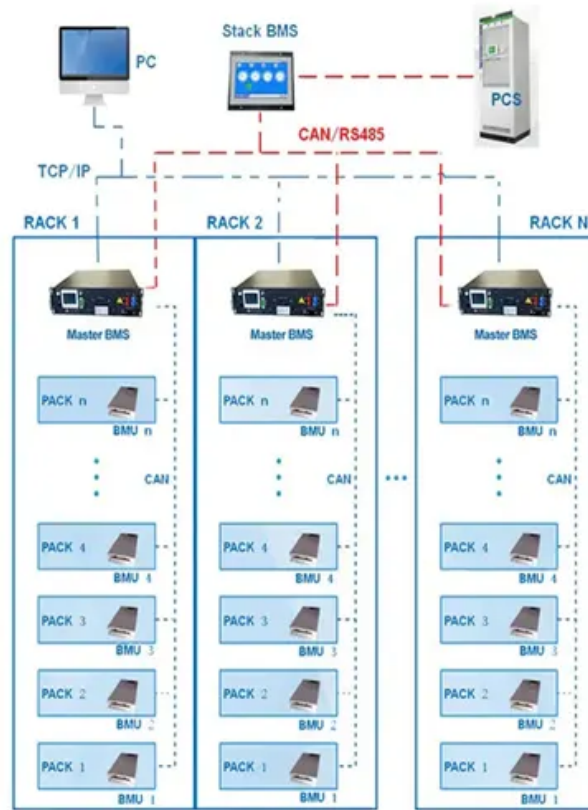 PC
Stack BMS
PCS
CAN/RS485
TCP/IP
RACK 1
RACK 2
RACK N
Master BMS
Master BMS
Master BMS
PACK n
BMU n
PACK n
BMU n
PACK n
BMU n
CAN
CAN
CAN
PACK 4
BMU 4
PACK 4
BMU 4
PACK 4
BMU 4
PACK 3
BMU 3
PACK 3
BMU 3
PACK 3
BMU 3
PACK 2
BMU 2
PACK 2
BMU 2
PACK 2
BMU 2
PACK 1
BMU 1
PACK 1
BMU 1
PACK 1
BMU 1